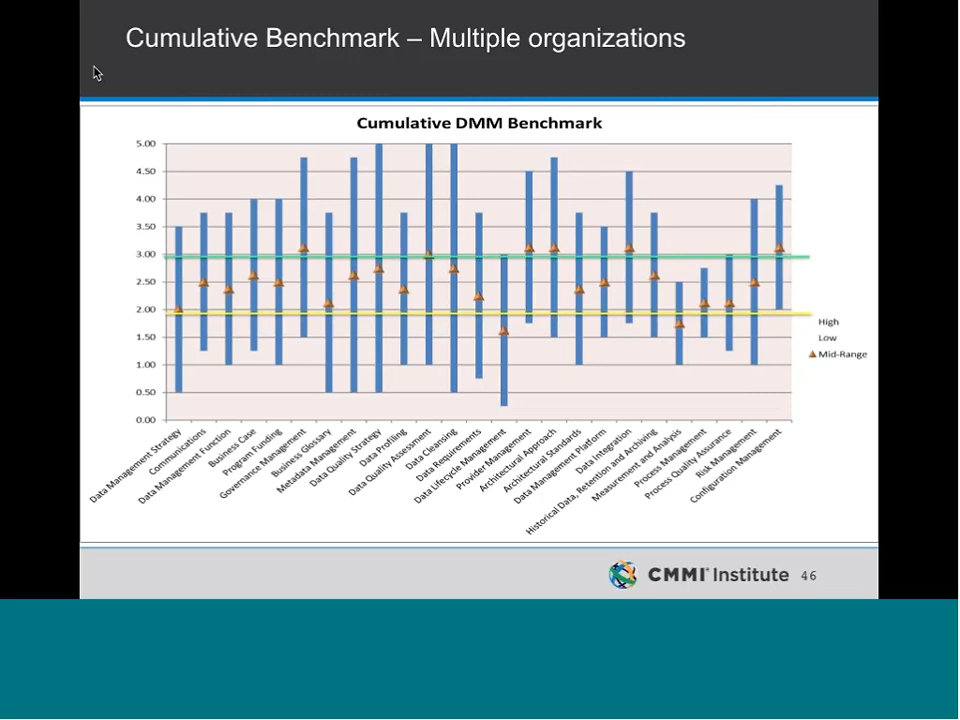 Cumulative Benchmark – Multiple organizations
Cumulative DMM Benchmark
5.00
4.50
4.00
3.50
3.00
2.50
2.00
1.50
1.00
0.50
0.00
High
Low
Mid-Range
Data Management Strategy
Communications
Data Management Function
Business Case
Program Funding
Governance Management
Business Glossary
Metadata Management
Data Quality Strategy
Data Profiling
Data Quality Assessment
Data Cleansing
Data Requirements
Data Lifecycle Management
Provider Management
Architectural Approach
Architectural Standards
Data Management Platform
Data Integration
Historical Data, Retention and Archiving
Measurement and Analysis
Process Management
Process Quality Assurance
Risk Management
Configuration Management
CMMI® Institute 46